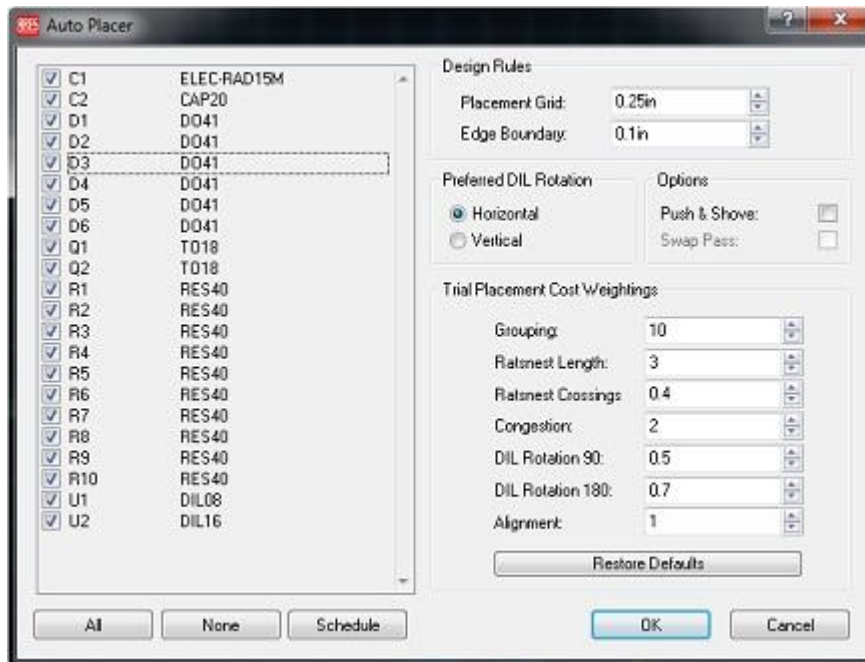 ARES Auto Placer
C1 ELEC-RAD15M
C2 CAP20
D1 DO41
D2 DO41
D3 DO41
D4 DO41
D5 DO41
D6 DO41
Q1 TO18
Q2 TO18
R1 RES40
R2 RES40
R3 RES40
R4 RES40
R5 RES40
R6 RES40
R7 RES40
R8 RES40
R9 RES40
R10 RES40
U1 DIL08
U2 DIL16
All None Schedule
Design Rules
Placement Grid: 0.25in
Edge Boundary: 0.1in
Preferred DIL Rotation
Horizontal
Vertical
Options
Push & Shove:
Swap Pass:
Trial Placement Cost Weightings
Grouping: 10
Ratsnest Length: 3
Ratsnest Crossings 0.4
Congestion: 2
DIL Rotation 90: 0.5
DIL Rotation 180: 0.7
Alignment: 1
Restore Defaults
OK Cancel